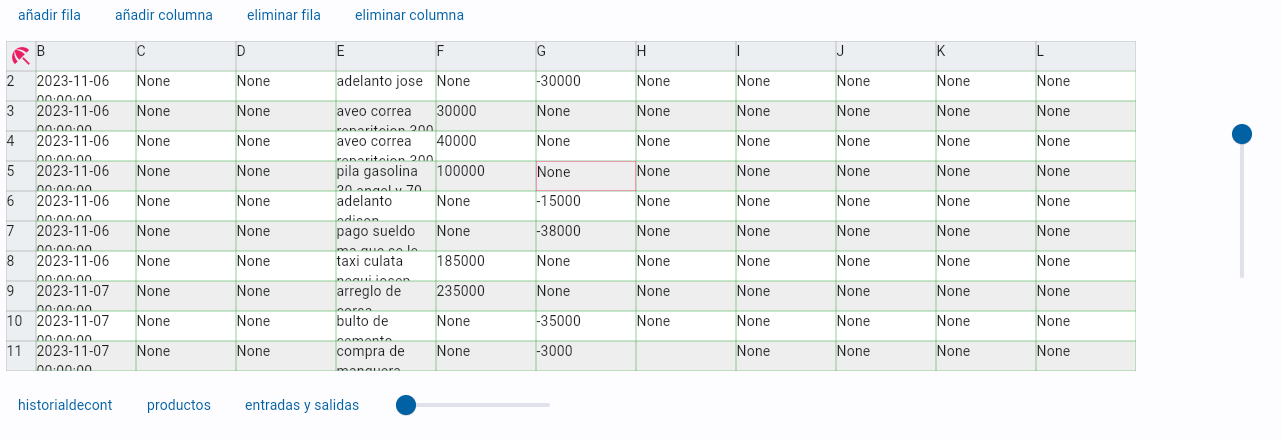 añadir fila añadir columna eliminar fila eliminar columna
B C D E F G H I J K L
2 2023-11-06 None None adelanto jose None -30000 None None None None None
00:00:00
3 2023-11-06 None None aveo correa 30000 None None None None None None
00:00:00 reparitcion 300
4 2023-11-06 None None aveo correa 40000 None None None None None None
00:00:00 reparitcion 300
5 2023-11-06 None None pila gasolina 100000 None None None None None None
00:00:00 30 angel y 70
6 2023-11-06 None None adelanto None -15000 None None None None None
00:00:00 edison
7 2023-11-06 None None pago sueldo None -38000 None None None None None
00:00:00 ma que se le
8 2023-11-06 None None taxi culata 185000 None None None None None None
00:00:00
9 2023-11-07 None None arreglo de 235000 None None None None None None
00:00:00
10 2023-11-07 None None bulto de None -35000 None None None None None
00:00:00 cemento
11 2023-11-07 None None compra de None -3000 None None None None
00:00:00 manguera
historialdecont productos entradas y salidas